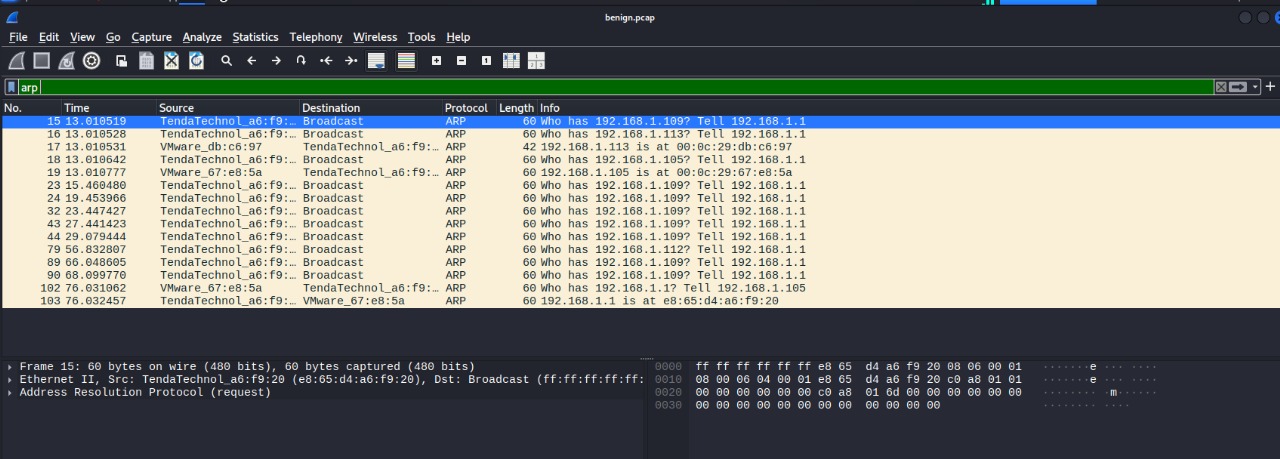 benign.pcap
File Edit View Go Capture Analyze Statistics Telephony Wireless Tools Help
arp
No. Time Source Destination Protocol Length Info
15 13.010519 TendaTechnol_a6:f9:… Broadcast ARP 60 Who has 192.168.1.109? Tell 192.168.1.1
16 13.010528 TendaTechnol_a6:f9:… Broadcast ARP 60 Who has 192.168.1.113? Tell 192.168.1.1
17 13.010531 VMware_db:c6:97 TendaTechnol_a6:f9:… ARP 42 192.168.1.113 is at 00:0c:29:db:c6:97
18 13.010642 TendaTechnol_a6:f9:… Broadcast ARP 60 Who has 192.168.1.105? Tell 192.168.1.1
19 13.010777 VMware_67:e8:5a TendaTechnol_a6:f9:… ARP 60 192.168.1.105 is at 00:0c:29:67:e8:5a
23 15.460480 TendaTechnol_a6:f9:… Broadcast ARP 60 Who has 192.168.1.109? Tell 192.168.1.1
24 19.453966 TendaTechnol_a6:f9:… Broadcast ARP 60 Who has 192.168.1.109? Tell 192.168.1.1
32 23.447427 TendaTechnol_a6:f9:… Broadcast ARP 60 Who has 192.168.1.109? Tell 192.168.1.1
43 27.441423 TendaTechnol_a6:f9:… Broadcast ARP 60 Who has 192.168.1.109? Tell 192.168.1.1
44 29.079444 TendaTechnol_a6:f9:… Broadcast ARP 60 Who has 192.168.1.109? Tell 192.168.1.1
79 56.832807 TendaTechnol_a6:f9:… Broadcast ARP 60 Who has 192.168.1.112? Tell 192.168.1.1
89 66.048605 TendaTechnol_a6:f9:… Broadcast ARP 60 Who has 192.168.1.109? Tell 192.168.1.1
90 68.099770 TendaTechnol_a6:f9:… Broadcast ARP 60 Who has 192.168.1.109? Tell 192.168.1.1
102 76.031062 VMware_67:e8:5a TendaTechnol_a6:f9:… ARP 60 Who has 192.168.1.1? Tell 192.168.1.105
103 76.032457 TendaTechnol_a6:f9:… VMware_67:e8:5a ARP 60 192.168.1.1 is at e8:65:d4:a6:f9:20
Frame 15: 60 bytes on wire (480 bits), 60 bytes captured (480 bits)
Ethernet II, Src: TendaTechnol_a6:f9:20 (e8:65:d4:a6:f9:20), Dst: Broadcast (ff:ff:ff:ff:ff:
Address Resolution Protocol (request)
0000 ff ff ff ff ff ff e8 65 d4 a6 f9 20 08 06 00 01 ·······e ··· ····
0010 08 00 06 04 00 01 e8 65 d4 a6 f9 20 c0 a8 01 01 ·······e ··· ····
0020 00 00 00 00 00 00 c0 a8 01 6d 00 00 00 00 00 00 ········ ·m······
0030 00 00 00 00 00 00 00 00 00 00 00 00 ········ ····